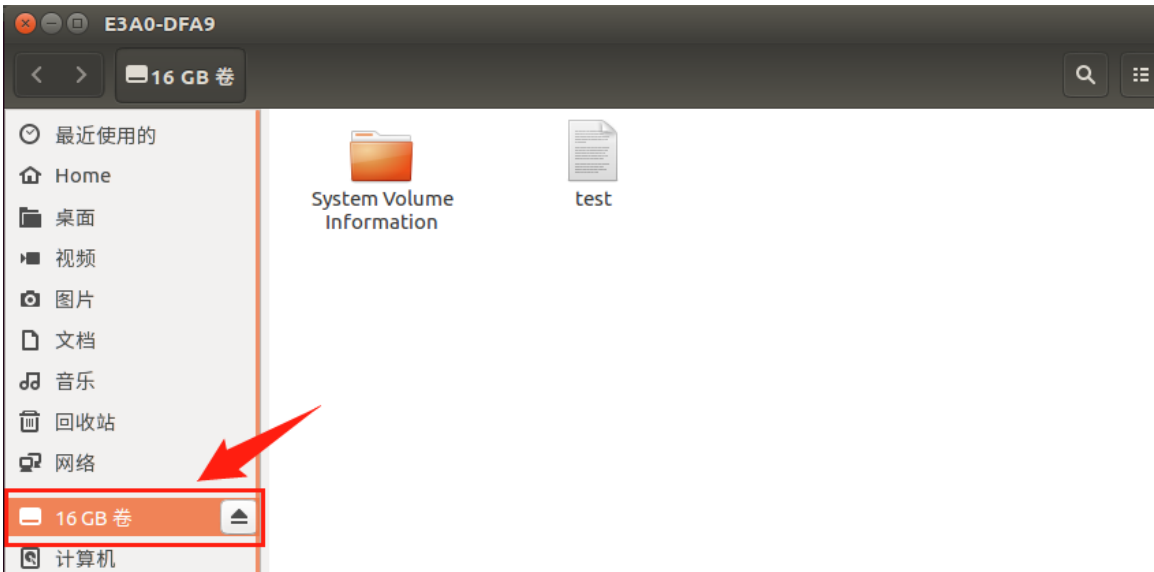 E3A0-DFA9
16 GB 卷
最近使用的
Home
桌面
视频
图片
文档
音乐
回收站
网络
16 GB 卷
计算机
System Volume
Information
test